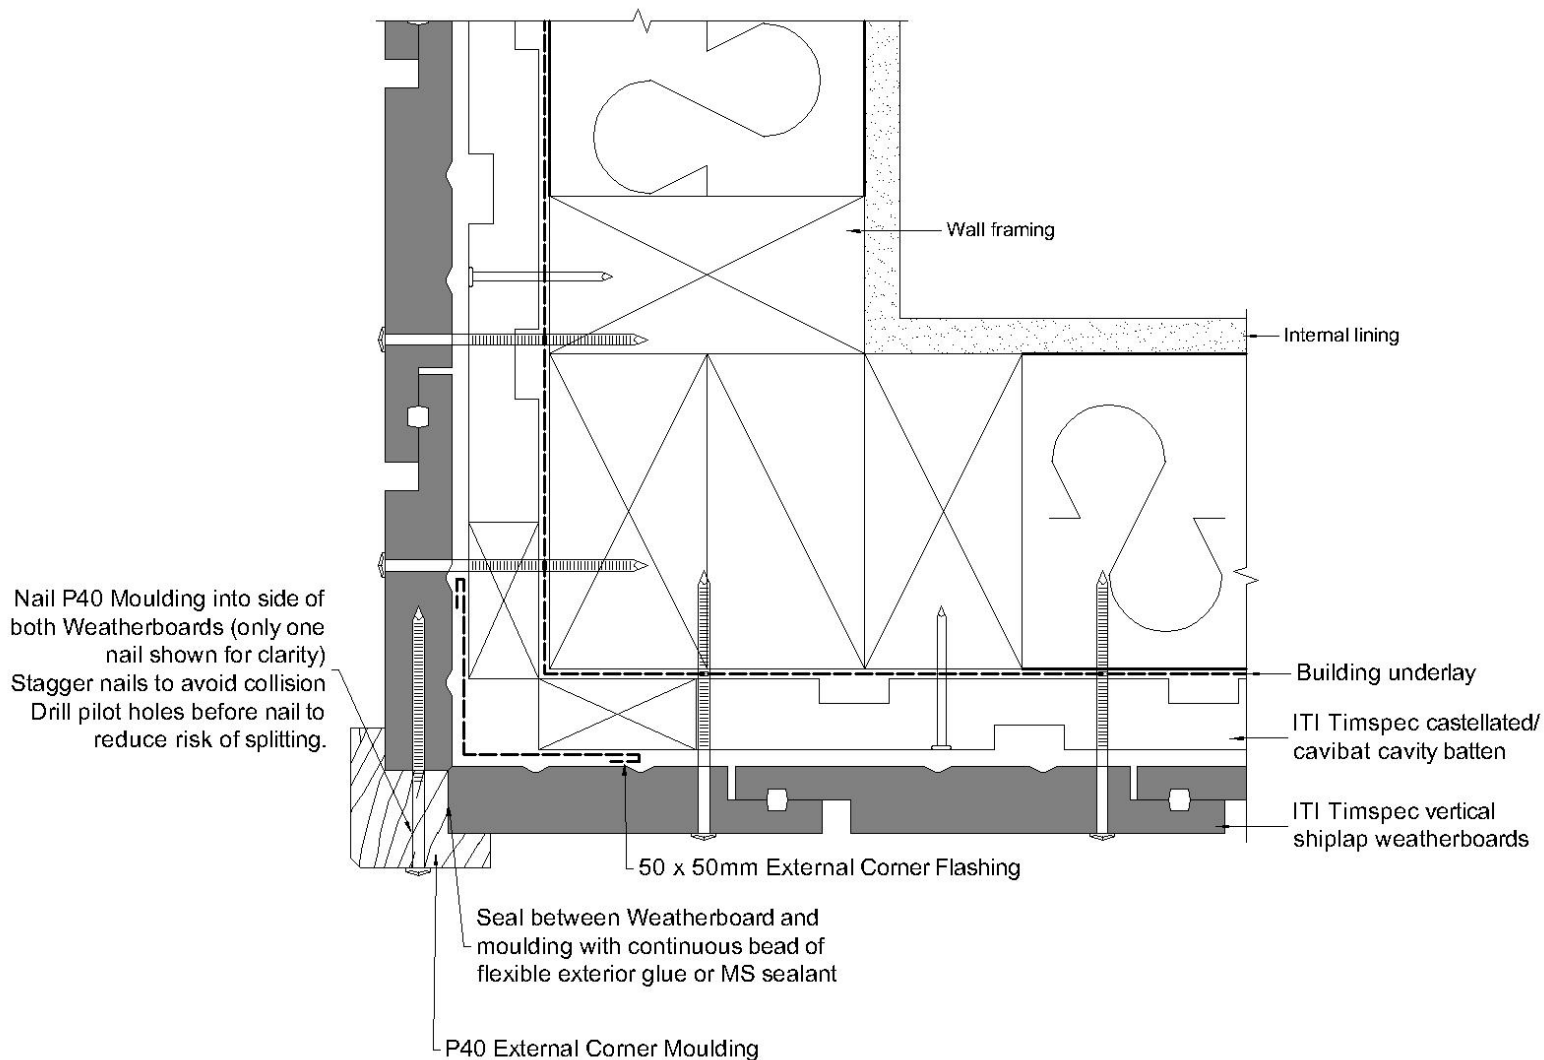 Wall framing
Internal lining
Nail P40 Moulding into side of
both Weatherboards (only one
nail shown for clarity)
Stagger nails to avoid collision
Drill pilot holes before nail to
reduce risk of splitting.
Building underlay
ITI Timspec castellated/
cavibat cavity batten
ITI Timspec vertical
shiplap weatherboards
50 x 50mm External Corner Flashing
Seal between Weatherboard and
moulding with continuous bead of
flexible exterior glue or MS sealant
P40 External Corner Moulding